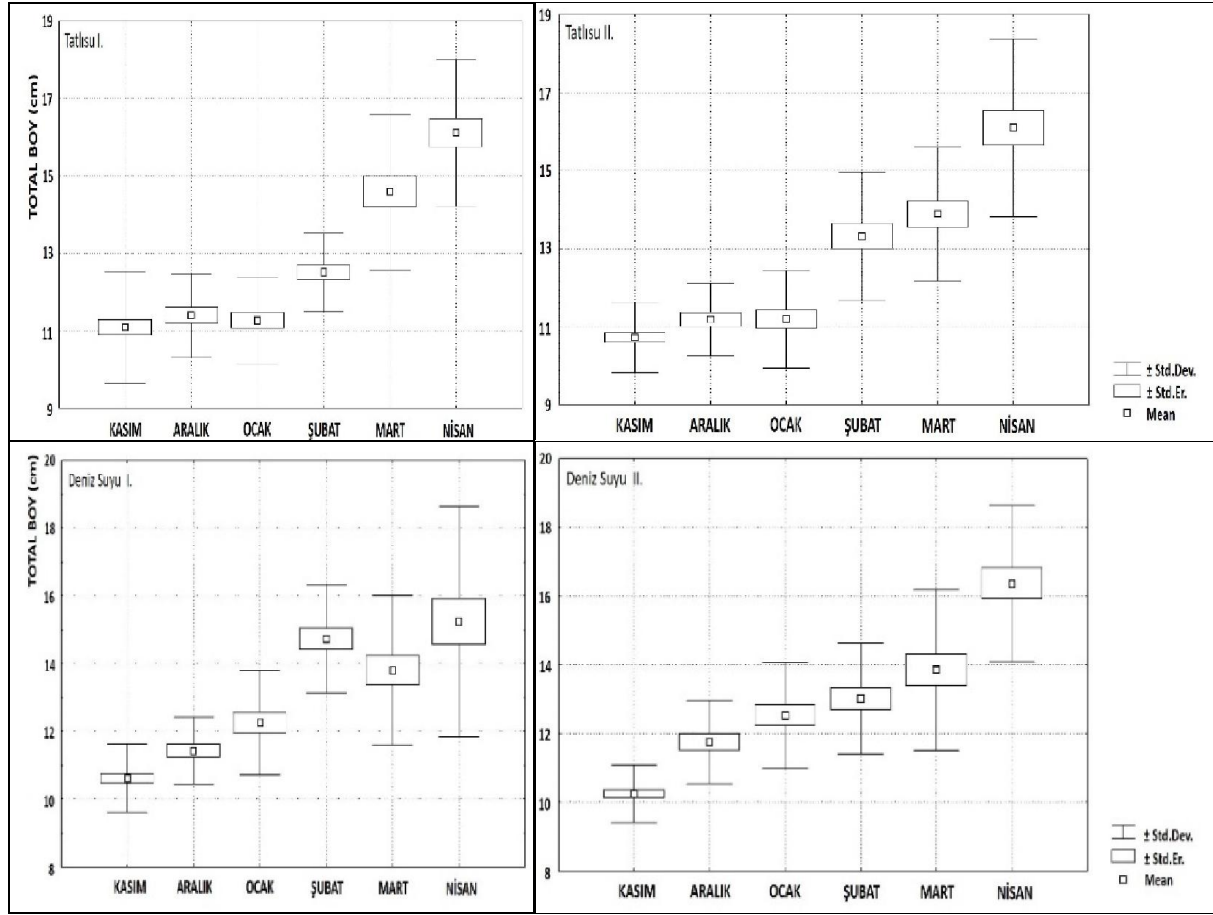 Tatlısu I.
TOTAL BOY (cm)
19
17
15
13
11
9
KASIM ARALIK OCAK ŞUBAT MART NİSAN
Tatlısu II.
19
17
15
13
11
9
KASIM ARALIK OCAK ŞUBAT MART NİSAN
± Std.Dev.
± Std.Er.
Mean
Deniz Suyu I.
TOTAL BOY (cm)
20
18
16
14
12
10
8
KASIM ARALIK OCAK ŞUBAT MART NİSAN
Deniz Suyu II.
20
18
16
14
12
10
8
KASIM ARALIK OCAK ŞUBAT MART NİSAN
± Std.Dev.
± Std.Er.
Mean